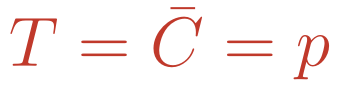 T = C̄ = p